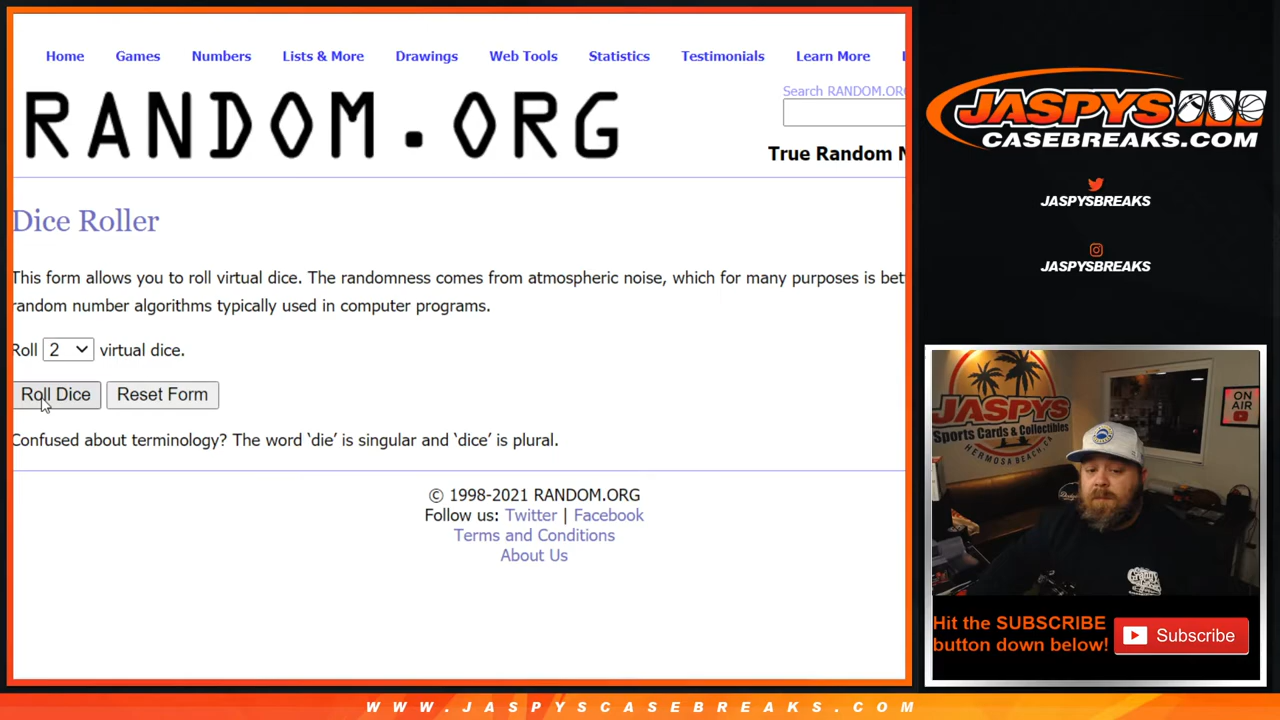 Home Games Numbers Lists & More Drawings Web Tools Statistics Testimonials Learn More
RANDOM.ORG
Search RANDOM.ORG
True Random N
Dice Roller
This form allows you to roll virtual dice. The randomness comes from atmospheric noise, which for many purposes is bet
random number algorithms typically used in computer programs.
Roll 2 virtual dice.
Roll Dice Reset Form
Confused about terminology? The word ‘die’ is singular and ‘dice’ is plural.
© 1998-2021 RANDOM.ORG
Follow us: Twitter | Facebook
Terms and Conditions
About Us
JASPYS
CASEBREAKS.COM
JASPYSBREAKS
JASPYSBREAKS
JASPYS
Sports Cards & Collectibles
HERMOSA BEACH, CA
ON
AIR
Hit the SUBSCRIBE
button down below!
Subscribe
WWW.JASPYSCASEBREAKS.COM